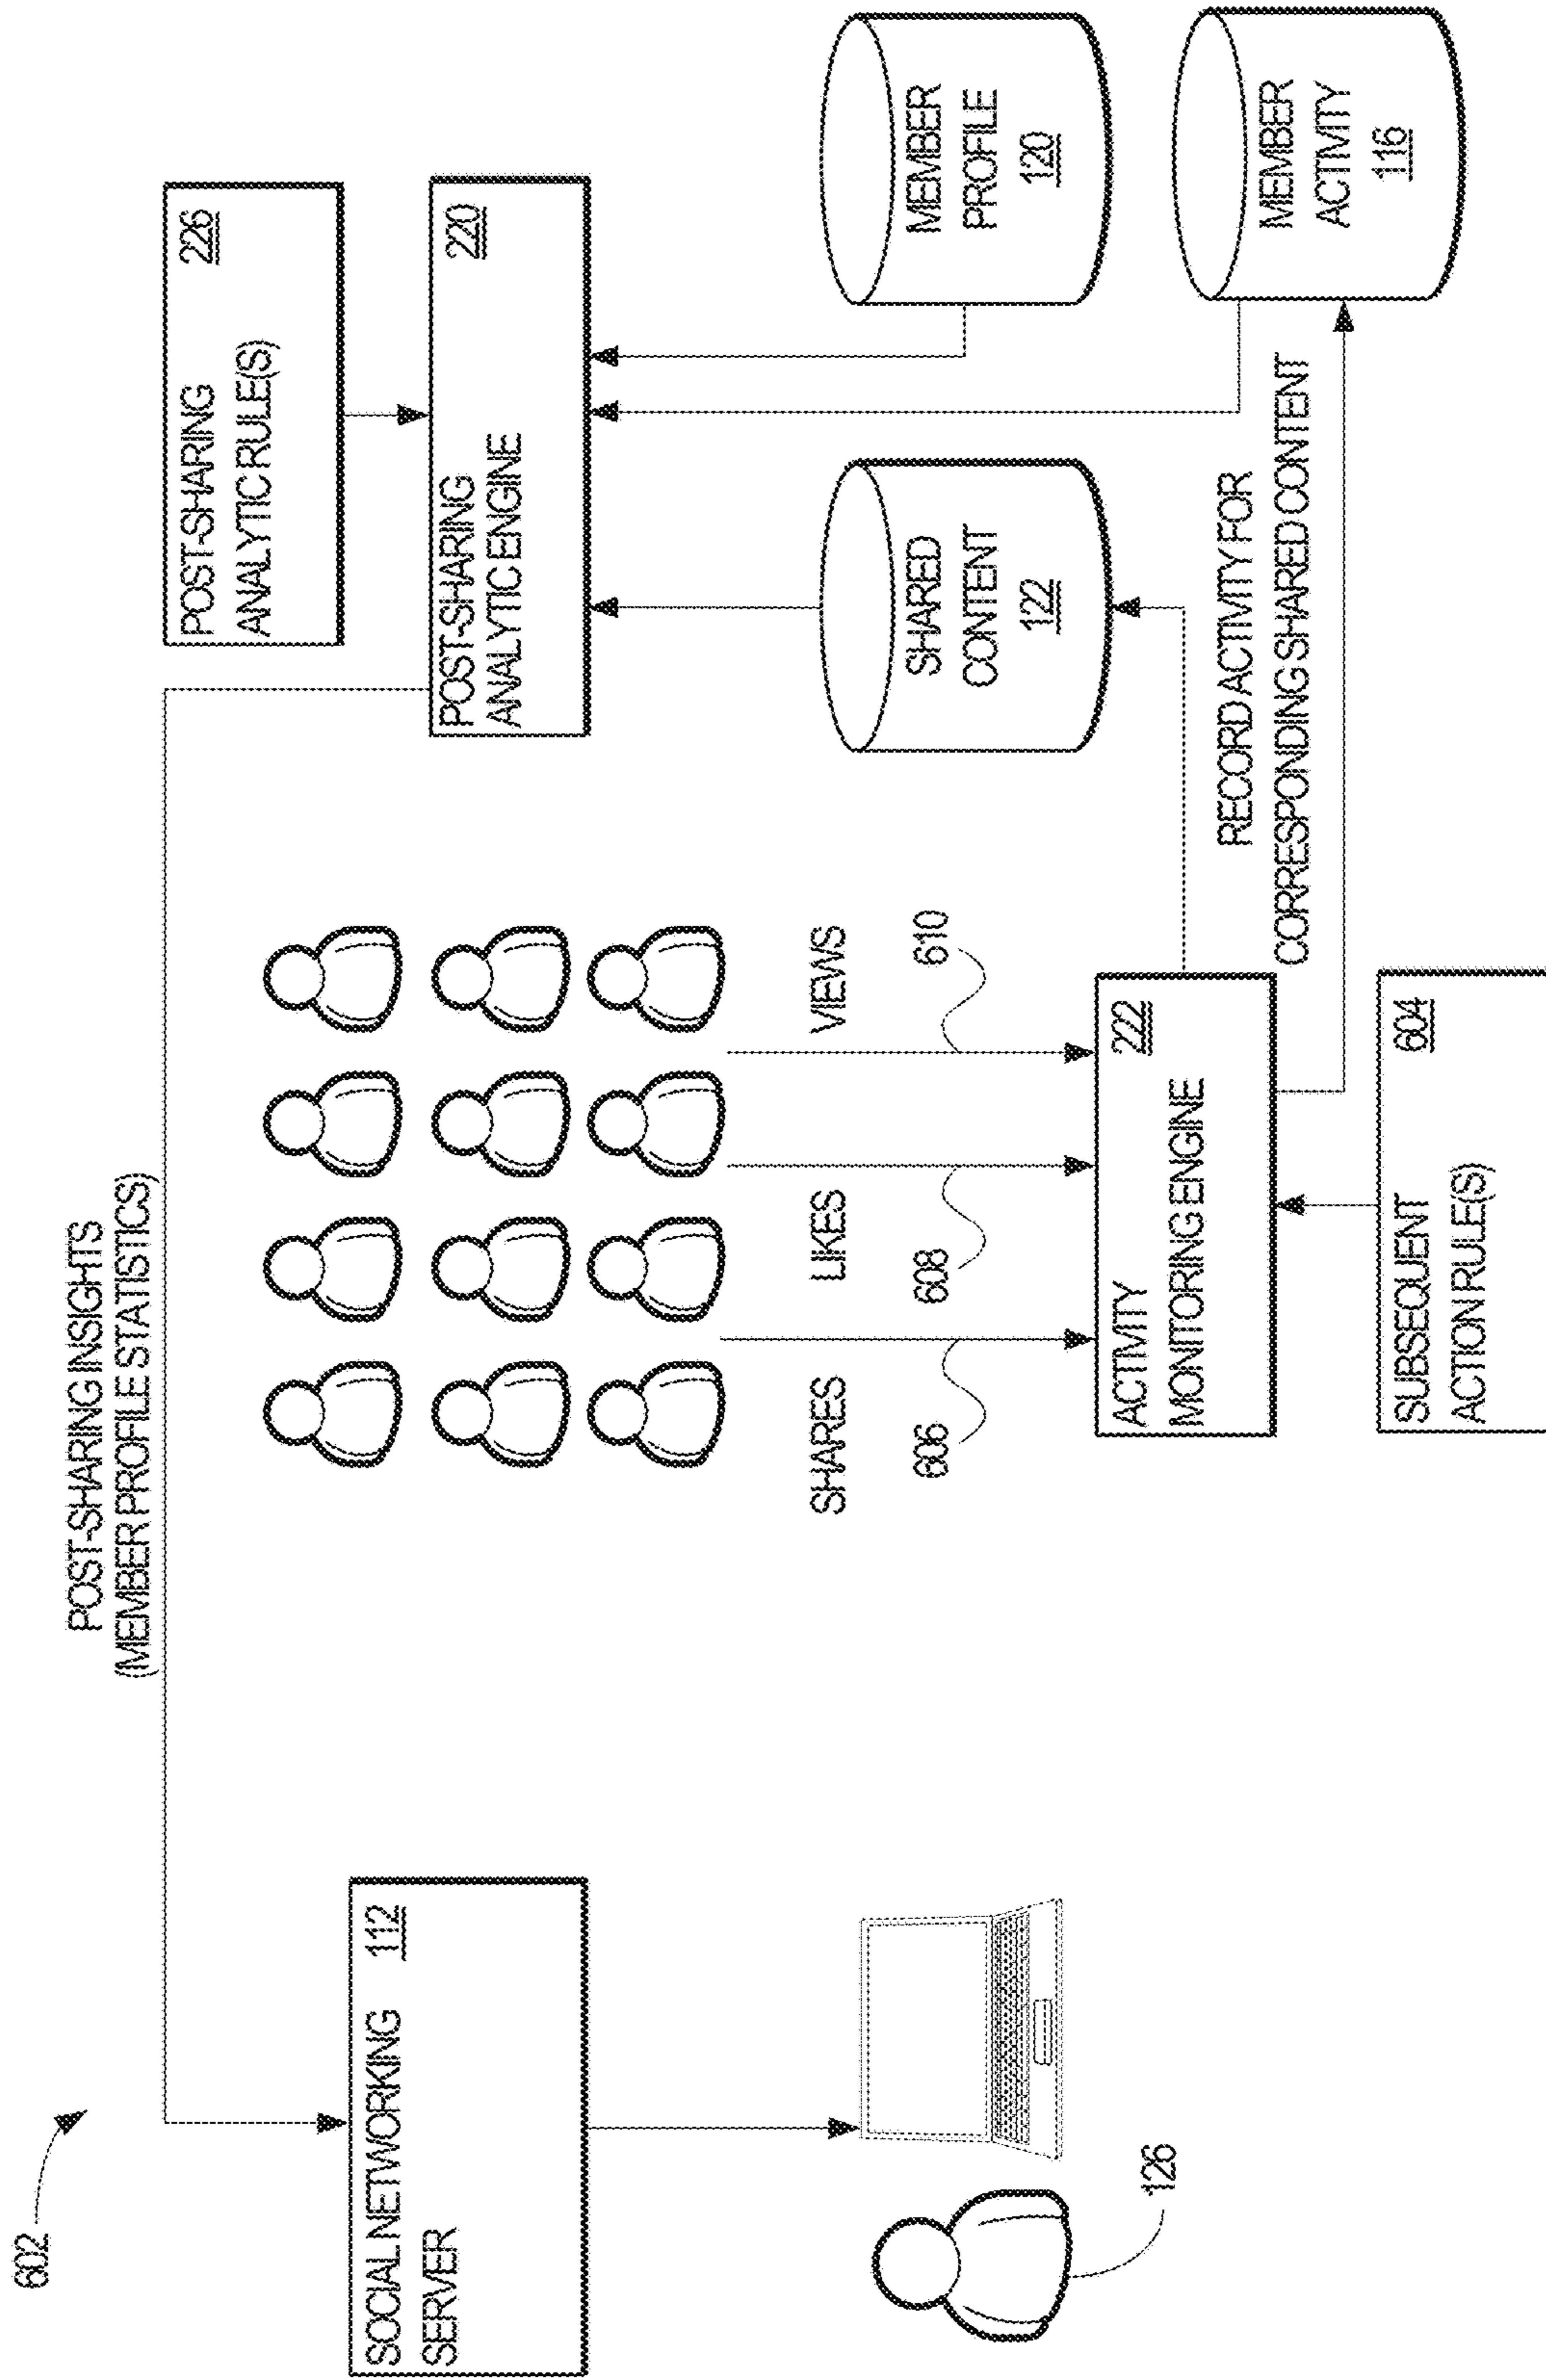 602
POST-SHARING INSIGHTS
(MEMBER PROFILE STATISTICS)
SOCIAL NETWORKING 112
SERVER
126
SHARES
LIKES
VIEWS
606
608
610
ACTIVITY 222
MONITORING ENGINE
SUBSEQUENT 604
ACTION RULE(S)
POST-SHARING 226
ANALYTIC RULE(S)
POST-SHARING 220
ANALYTIC ENGINE
SHARED
CONTENT
122
MEMBER
PROFILE
120
RECORD ACTIVITY FOR
CORRESPONDING SHARED CONTENT
MEMBER
ACTIVITY
116